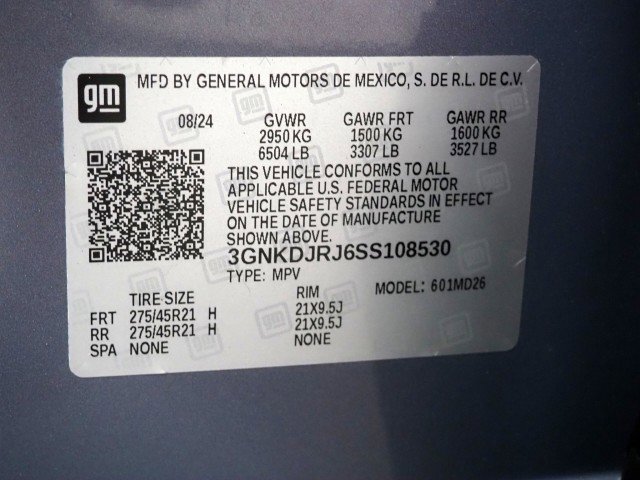 gm MFD BY GENERAL MOTORS DE MEXICO, S. DE R.L. DE C.V.
08/24 GVWR GAWR FRT GAWR RR
2950 KG 1500 KG 1600 KG
6504 LB 3307 LB 3527 LB
THIS VEHICLE CONFORMS TO ALL
APPLICABLE U.S. FEDERAL MOTOR
VEHICLE SAFETY STANDARDS IN EFFECT
ON THE DATE OF MANUFACTURE
SHOWN ABOVE.
3GNKDJRJ6SS108530
TYPE: MPV MODEL: 601MD26
TIRE SIZE RIM
FRT 275/45R21 H 21X9.5J
RR 275/45R21 H 21X9.5J
SPA NONE NONE